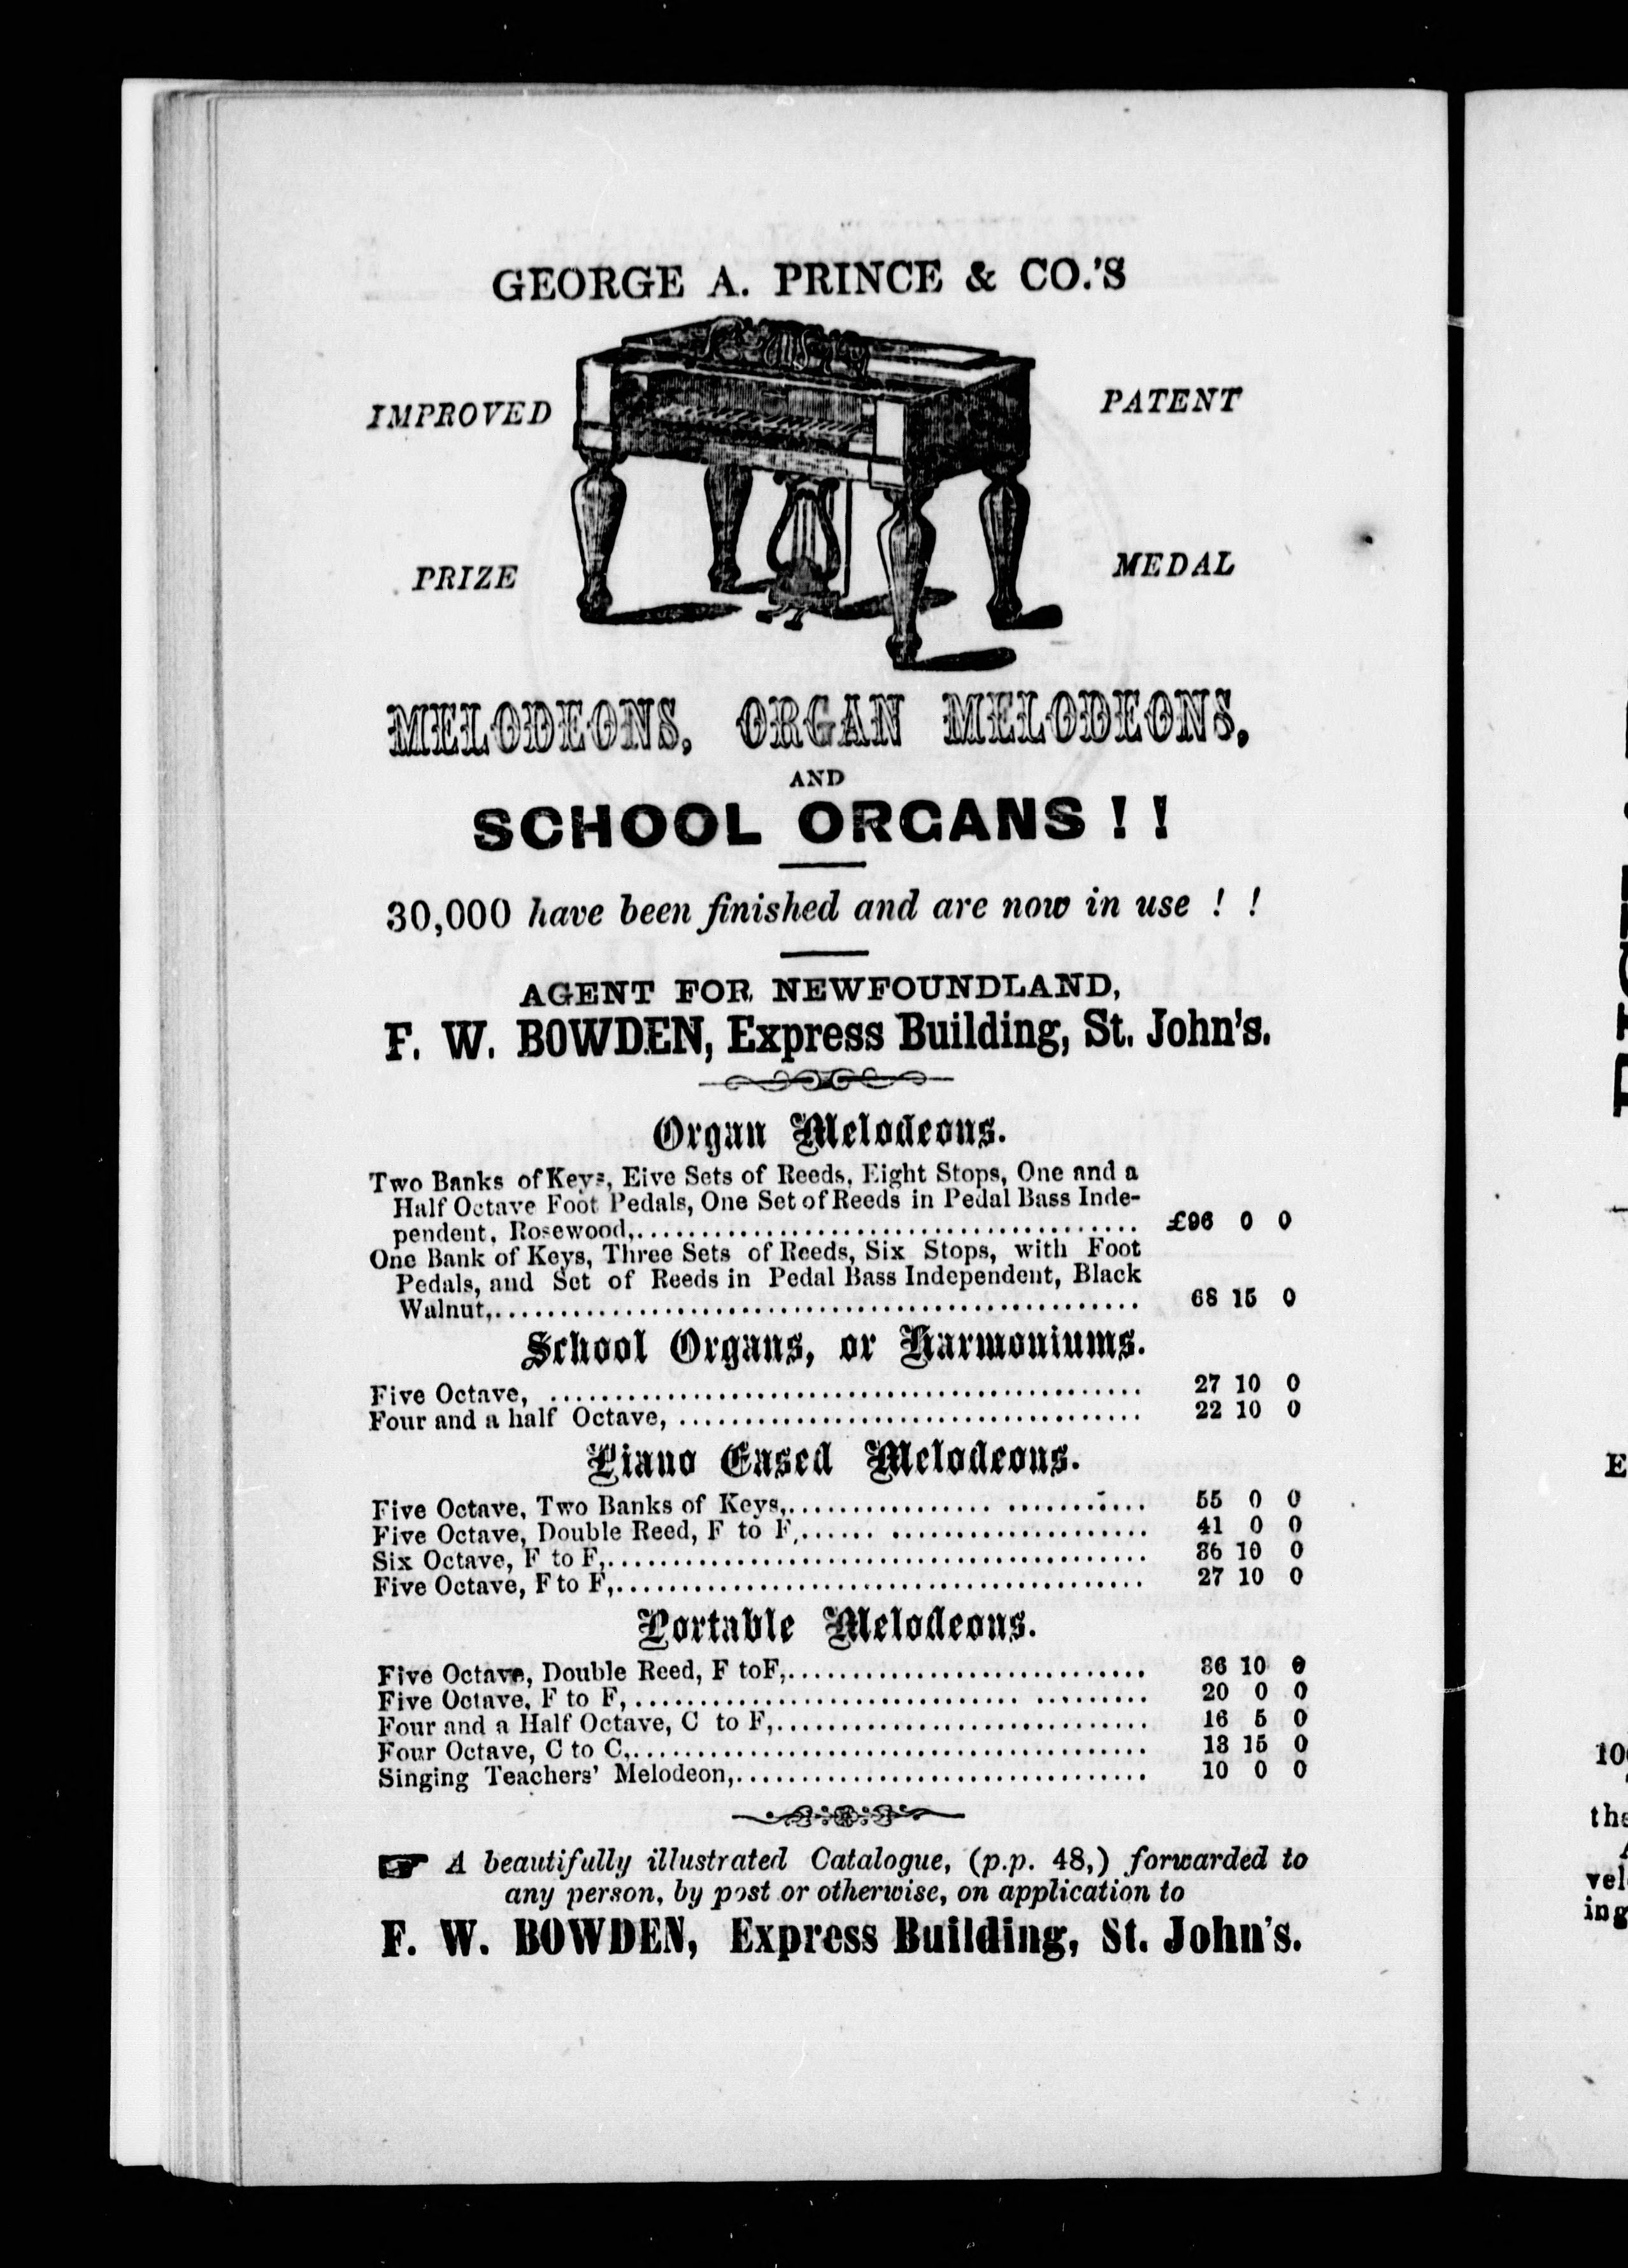 GEORGE A. PRINCE & CO.'S
IMPROVED
PATENT
PRIZE
MEDAL
MELODEONS, ORGAN MELODEONS,
AND
SCHOOL ORGANS ! !
30,000 have been finished and are now in use ! !
AGENT FOR NEWFOUNDLAND,
F. W. BOWDEN, Express Building, St. John's.
Organ Melodeons.
Two Banks of Keys, Eive Sets of Reeds, Eight Stops, One and a
Half Octave Foot Pedals, One Set of Reeds in Pedal Bass Inde-
pendent, Rosewood,........................................ £96 0 0
One Bank of Keys, Three Sets of Reeds, Six Stops, with Foot
Pedals, and Set of Reeds in Pedal Bass Independent, Black
Walnut,.................................................. 68 15 0
School Organs, or Harmoniums.
Five Octave, .............................................. 27 10 0
Four and a half Octave, .................................... 22 10 0
Piano Cased Melodeons.
Five Octave, Two Banks of Keys,................ ........... 55 0 0
Five Octave, Double Reed, F to F,...... .................... 41 0 0
Six Octave, F to F,.......................................... 36 10 0
Five Octave, F to F,......................................... 27 10 0
Portable Melodeons.
Five Octave, Double Reed, F toF,............................ 36 10 0
Five Octave, F to F,.............................. ......... 20 0 0
Four and a Half Octave, C to F,............................. 16 5 0
Four Octave, C to C,........................................ 13 15 0
Singing Teachers' Melodeon,................................ 10 0 0
☞ A beautifully illustrated Catalogue, (p.p. 48,) forwarded to
any person, by post or otherwise, on application to
F. W. BOWDEN, Express Building, St. John's.